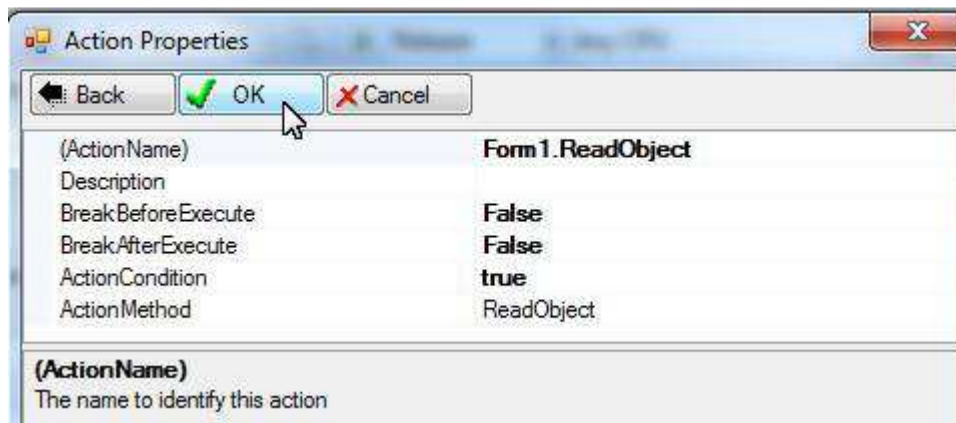 Action Properties
Back OK Cancel
(ActionName) Form1.ReadObject
Description
BreakBeforeExecute False
BreakAfterExecute False
ActionCondition true
ActionMethod ReadObject
(ActionName)
The name to identify this action